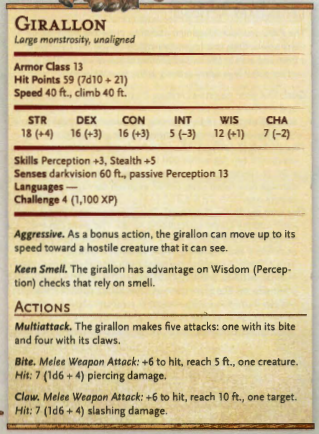 GIRALLON
Large monstrosity, unaligned
Armor Class 13
Hit Points 59 (7d10 + 21)
Speed 40 ft., climb 40 ft.
STR DEX CON INT WIS CHA
18 (+4) 16 (+3) 16 (+3) 5 (−3) 12 (+1) 7 (−2)
Skills Perception +3, Stealth +5
Senses darkvision 60 ft., passive Perception 13
Languages —
Challenge 4 (1,100 XP)
Aggressive. As a bonus action, the girallon can move up to its
speed toward a hostile creature that it can see.
Keen Smell. The girallon has advantage on Wisdom (Percep-
tion) checks that rely on smell.
ACTIONS
Multiattack. The girallon makes five attacks: one with its bite
and four with its claws.
Bite. Melee Weapon Attack: +6 to hit, reach 5 ft., one creature.
Hit: 7 (1d6 + 4) piercing damage.
Claw. Melee Weapon Attack: +6 to hit, reach 10 ft., one target.
Hit: 7 (1d6 + 4) slashing damage.